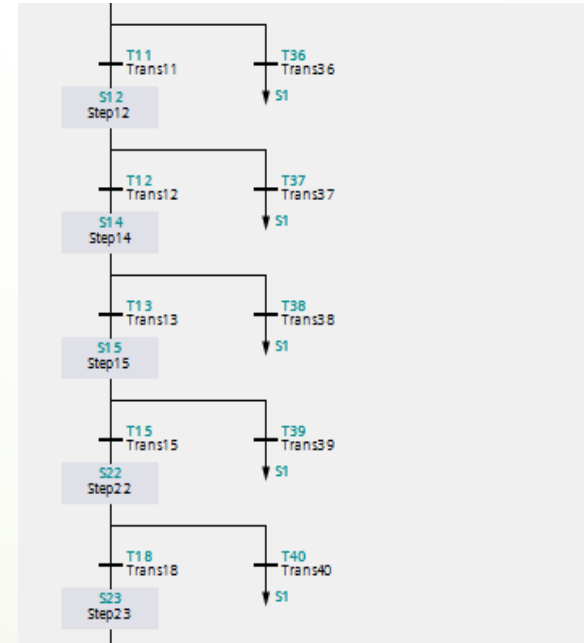 T11
Trans11
T36
Trans36
S1
S12
Step12
T12
Trans12
T37
Trans37
S1
S14
Step14
T13
Trans13
T38
Trans38
S1
S15
Step15
T15
Trans15
T39
Trans39
S1
S22
Step22
T18
Trans18
T40
Trans40
S1
S23
Step23